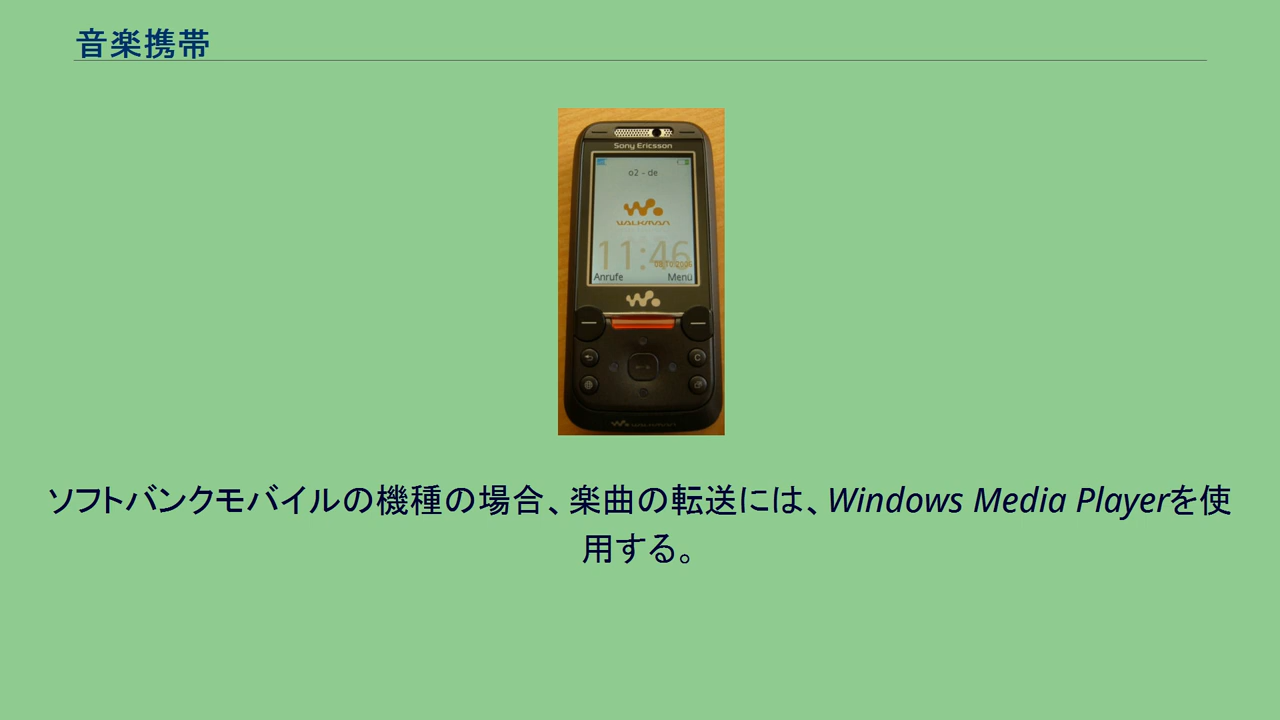 音楽携帯
Sony Ericsson
o2 - de
WALKMAN
11:46
Anrufe
Menü
C
ソフトバンクモバイルの機種の場合、楽曲の転送には、Windows Media Playerを使
用する。